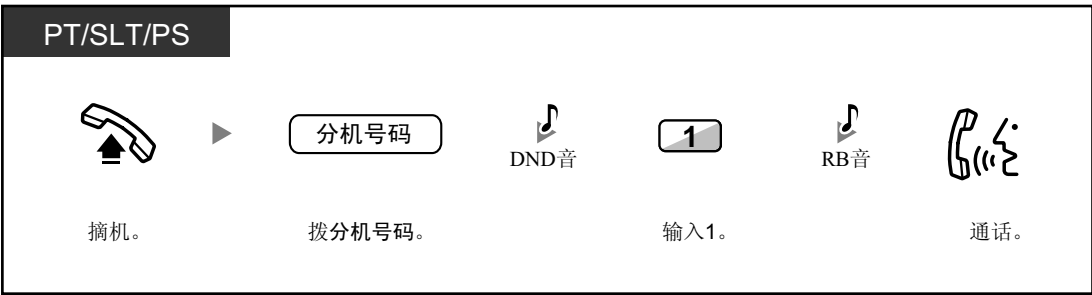 PT/SLT/PS
分机号码
1
DND音
RB音
摘机。
拨分机号码。
输入1。
通话。